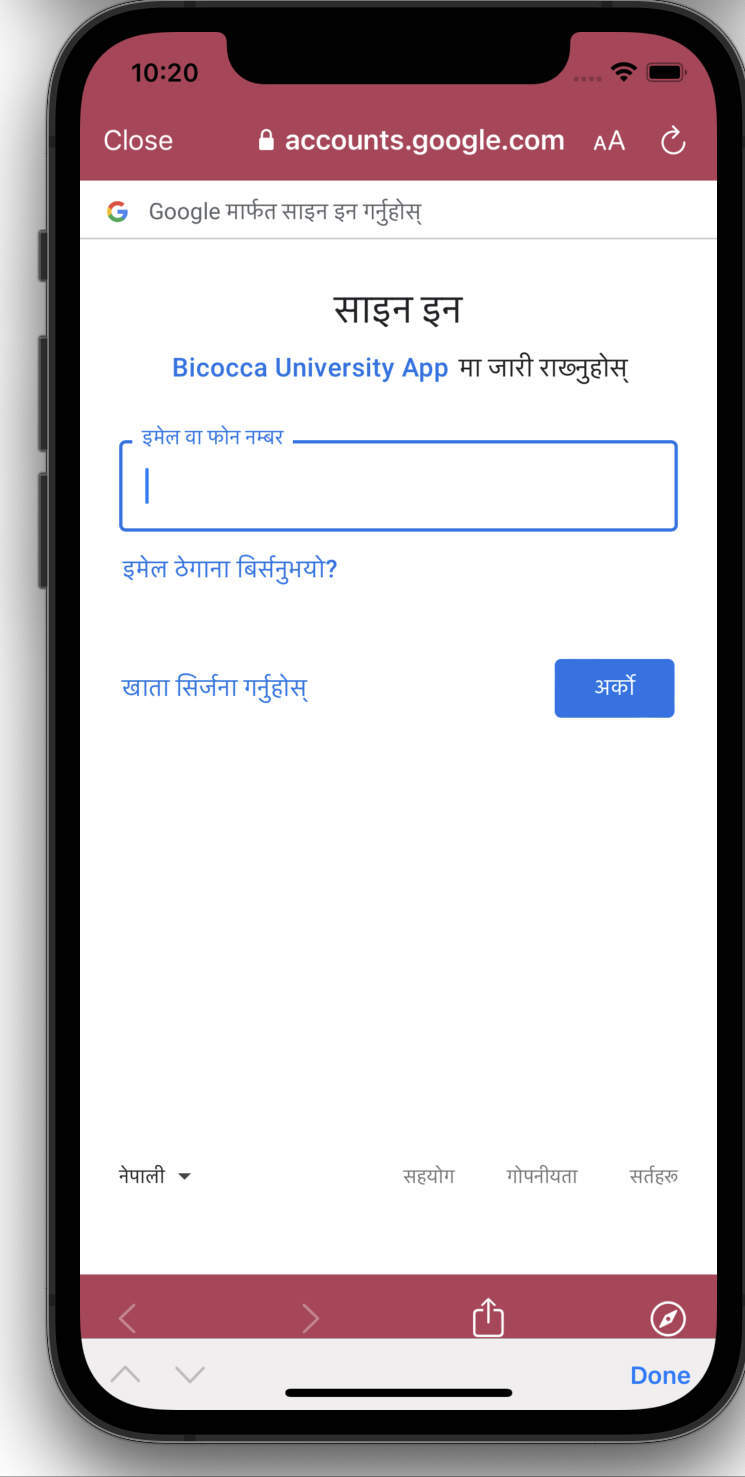 10:20
Close accounts.google.com AA
Google मार्फत साइन इन गर्नुहोस्
साइन इन
Bicocca University App मा जारी राख्नुहोस्
इमेल वा फोन नम्बर
इमेल ठेगाना बिर्सनुभयो?
खाता सिर्जना गर्नुहोस् अर्को
नेपाली सहयोग गोपनीयता सर्तहरू
Done